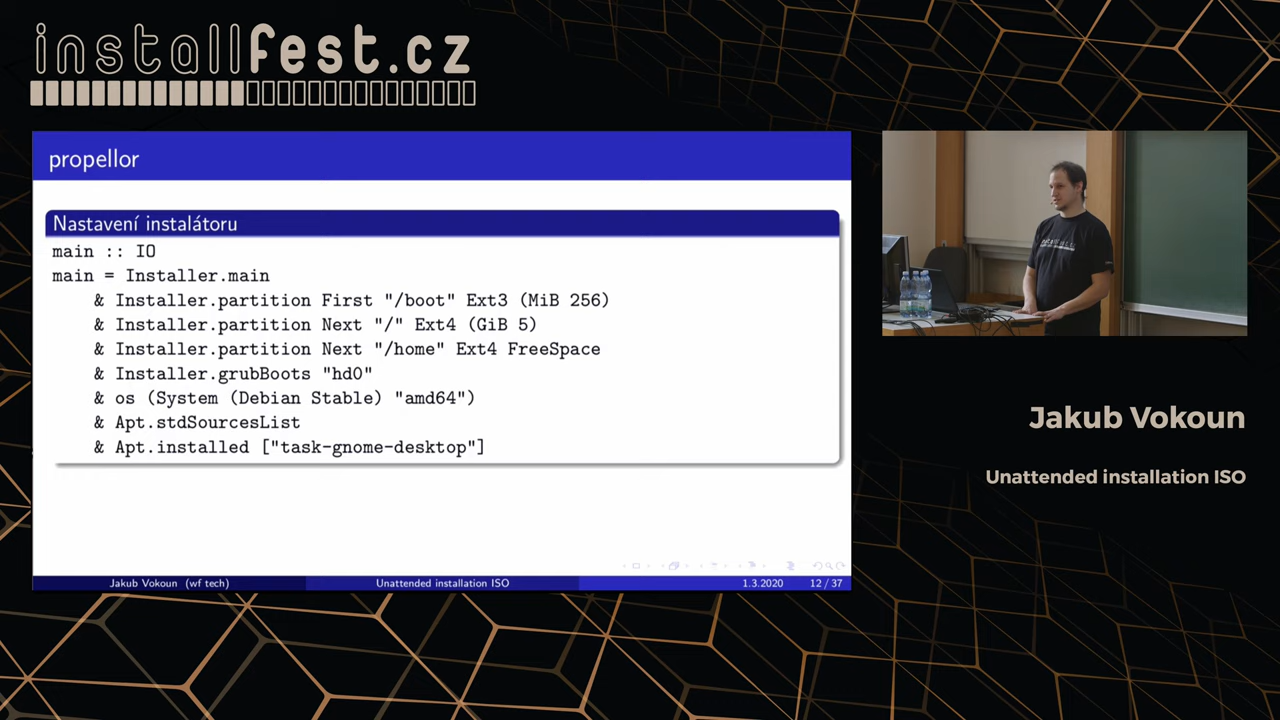 installfest.cz
propellor
Nastavení instalátoru
main :: IO
main = Installer.main
& Installer.partition First "/boot" Ext3 (MiB 256)
& Installer.partition Next "/" Ext4 (GiB 5)
& Installer.partition Next "/home" Ext4 FreeSpace
& Installer.grubBoots "hd0"
& os (System (Debian Stable) "amd64")
& Apt.stdSourcesList
& Apt.installed ["task-gnome-desktop"]
Jakub Vokoun (wf tech)
Unattended installation ISO
1.3.2020
12 / 37
Jakub Vokoun
Unattended installation ISO